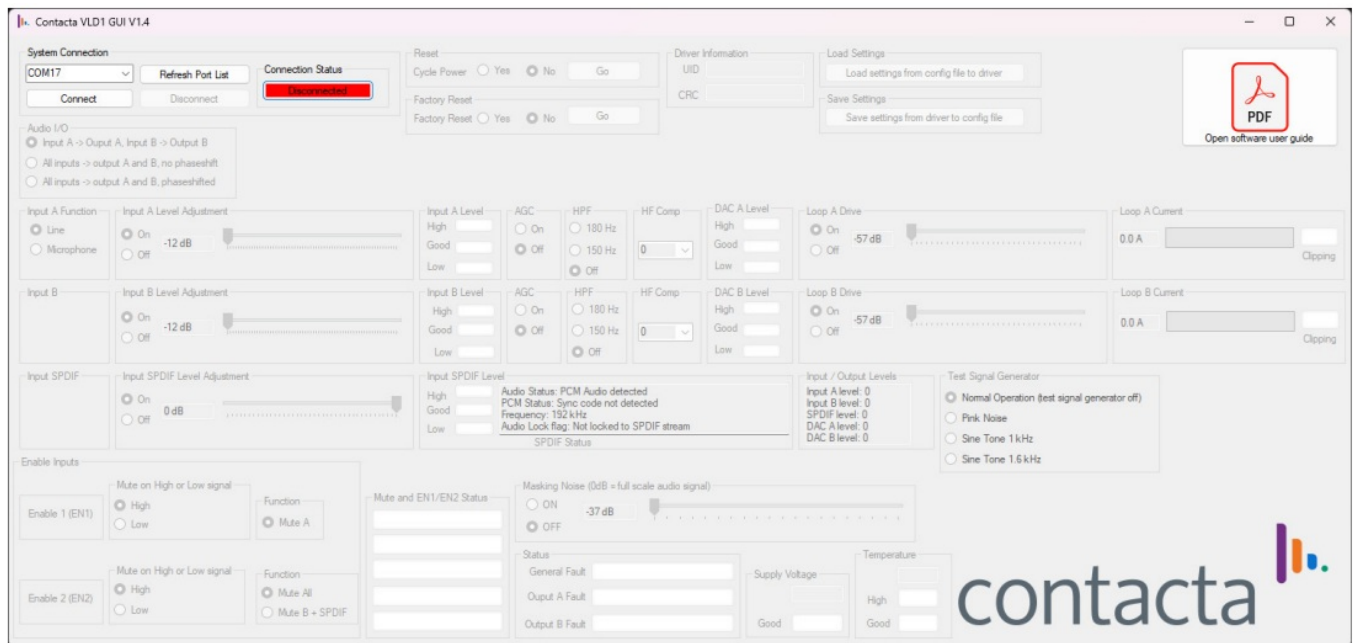 Contacta VLD1 GUI V1.4
System Connection
COM17
Refresh Port List
Connect
Disconnect
Connection Status
Disconnected
Reset
Cycle Power Yes No Go
Factory Reset
Factory Reset Yes No Go
Driver Information
UID
CRC
Load Settings
Load settings from config file to driver
Save Settings
Save settings from driver to config file
PDF
Open software user guide
Audio I/O
Input A -> Ouput A, Input B -> Output B
All inputs -> output A and B, no phaseshift
All inputs -> output A and B, phaseshifted
Input A Function
Line
Microphone
Input A Level Adjustment
On
Off
-12 dB
Input A Level
High
Good
Low
AGC
On
Off
HPF
180 Hz
150 Hz
Off
HF Comp
0
DAC A Level
High
Good
Low
Loop A Drive
On
Off
-57 dB
Loop A Current
0.0 A
Clipping
Input B
Input B Level Adjustment
On
Off
-12 dB
Input B Level
High
Good
Low
AGC
On
Off
HPF
180 Hz
150 Hz
Off
HF Comp
0
DAC B Level
High
Good
Low
Loop B Drive
On
Off
-57 dB
Loop B Current
0.0 A
Clipping
Input SPDIF
Input SPDIF Level Adjustment
On
Off
0 dB
Input SPDIF Level
High
Good
Low
Audio Status: PCM Audio detected
PCM Status: Sync code not detected
Frequency: 192 kHz
Audio Lock flag: Not locked to SPDIF stream
SPDIF Status
Input / Output Levels
Input A level: 0
Input B level: 0
SPDIF level: 0
DAC A level: 0
DAC B level: 0
Test Signal Generator
Normal Operation (test signal generator off)
Pink Noise
Sine Tone 1 kHz
Sine Tone 1.6 kHz
Enable Inputs
Enable 1 (EN1)
Mute on High or Low signal
High
Low
Function
Mute A
Enable 2 (EN2)
Mute on High or Low signal
High
Low
Function
Mute All
Mute B + SPDIF
Mute and EN1/EN2 Status
Masking Noise (0dB = full scale audio signal)
ON
OFF
-37 dB
Status
General Fault
Ouput A Fault
Output B Fault
Supply Voltage
Good
Temperature
High
Good
contacta